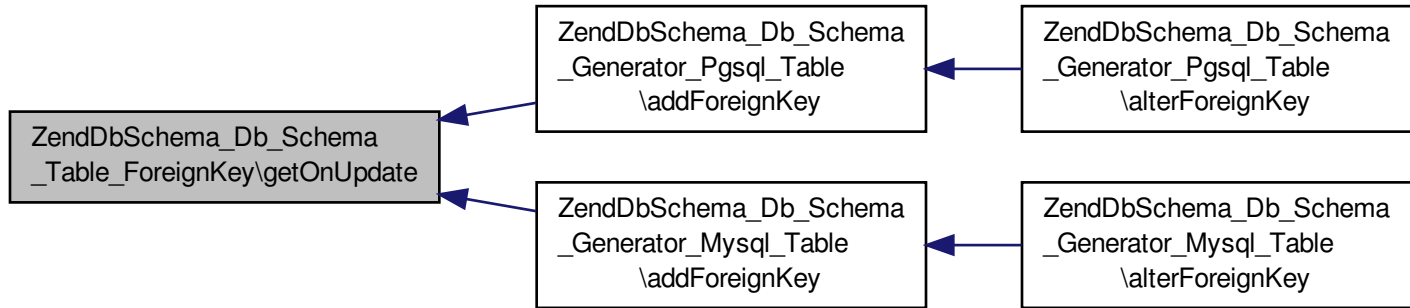 ZendDbSchema_Db_Schema
_Table_ForeignKey\getOnUpdate
ZendDbSchema_Db_Schema
_Generator_Pgsql_Table
\addForeignKey
ZendDbSchema_Db_Schema
_Generator_Pgsql_Table
\alterForeignKey
ZendDbSchema_Db_Schema
_Generator_Mysql_Table
\addForeignKey
ZendDbSchema_Db_Schema
_Generator_Mysql_Table
\alterForeignKey